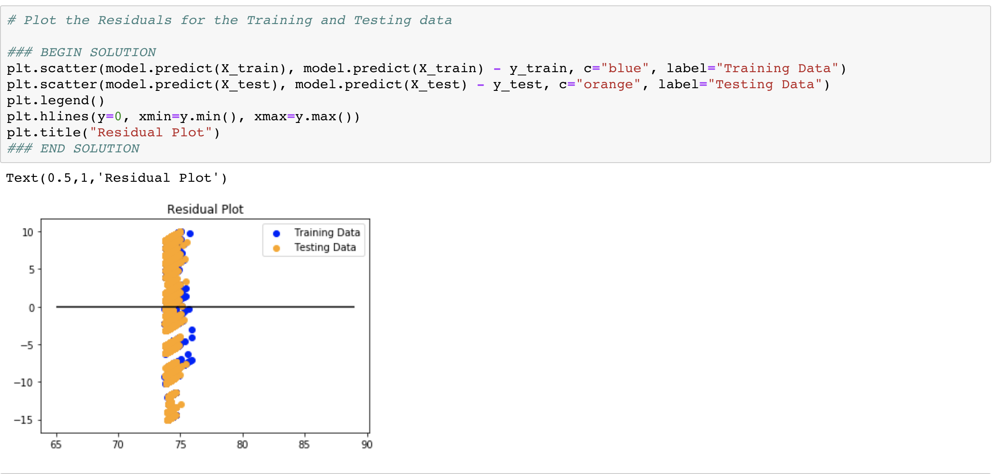 # Plot the Residuals for the Training and Testing data
### BEGIN SOLUTION
plt.scatter(model.predict(X_train), model.predict(X_train) - y_train, c="blue", label="Training Data")
plt.scatter(model.predict(X_test), model.predict(X_test) - y_test, c="orange", label="Testing Data")
plt.legend()
plt.hlines(y=0, xmin=y.min(), xmax=y.max())
plt.title("Residual Plot")
### END SOLUTION
Text(0.5,1,'Residual Plot')
Residual Plot
Training Data
Testing Data
10
5
0
−5
−10
−15
65 70 75 80 85 90